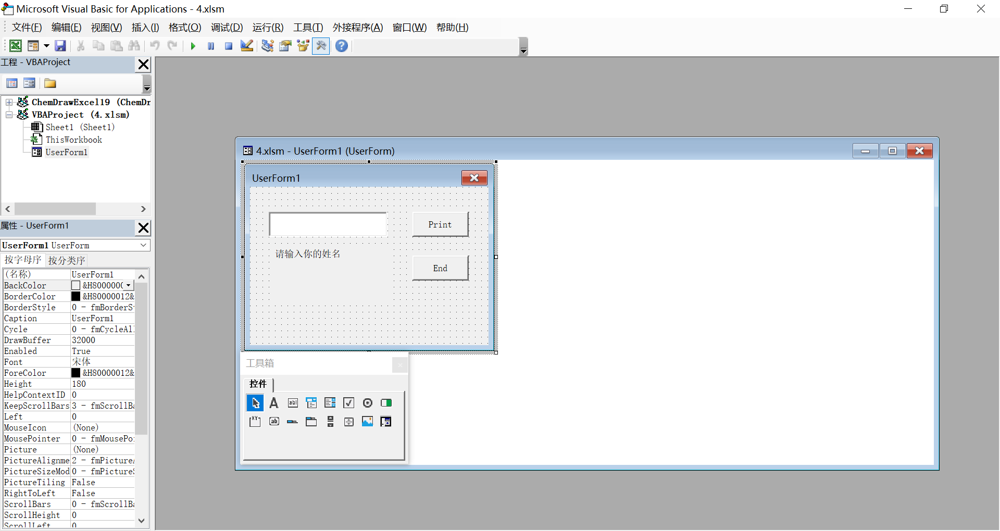 Microsoft Visual Basic for Applications - 4.xlsm
文件(F) 编辑(E) 视图(V) 插入(I) 格式(O) 调试(D) 运行(R) 工具(T) 外接程序(A) 窗口(W) 帮助(H)
工程 - VBAProject
ChemDrawExcel19 (ChemDr
VBAProject (4.xlsm)
Sheet1 (Sheet1)
ThisWorkbook
UserForm1
属性 - UserForm1
UserForm1 UserForm
按字母序 按分类序
(名称) UserForm1
BackColor &H8000000
BorderColor &H80000012&
BorderStyle 0 - fmBorderS
Caption UserForm1
Cycle 0 - fmCycleAl
DrawBuffer 32000
Enabled True
Font 宋体
ForeColor &H80000012&
Height 180
HelpContextID 0
KeepScrollBars 3 - fmScrollBa
Left 0
MouseIcon (None)
MousePointer 0 - fmMousePo
Picture (None)
PictureAlignme 2 - fmPicture
PictureSizeMod 0 - fmPictureS
PictureTiling False
RightToLeft False
ScrollBars 0 - fmScrollBa
ScrollHeight 0
ScrollLeft 0
4.xlsm - UserForm1 (UserForm)
UserForm1
Print
请输入你的姓名
End
工具箱
控件